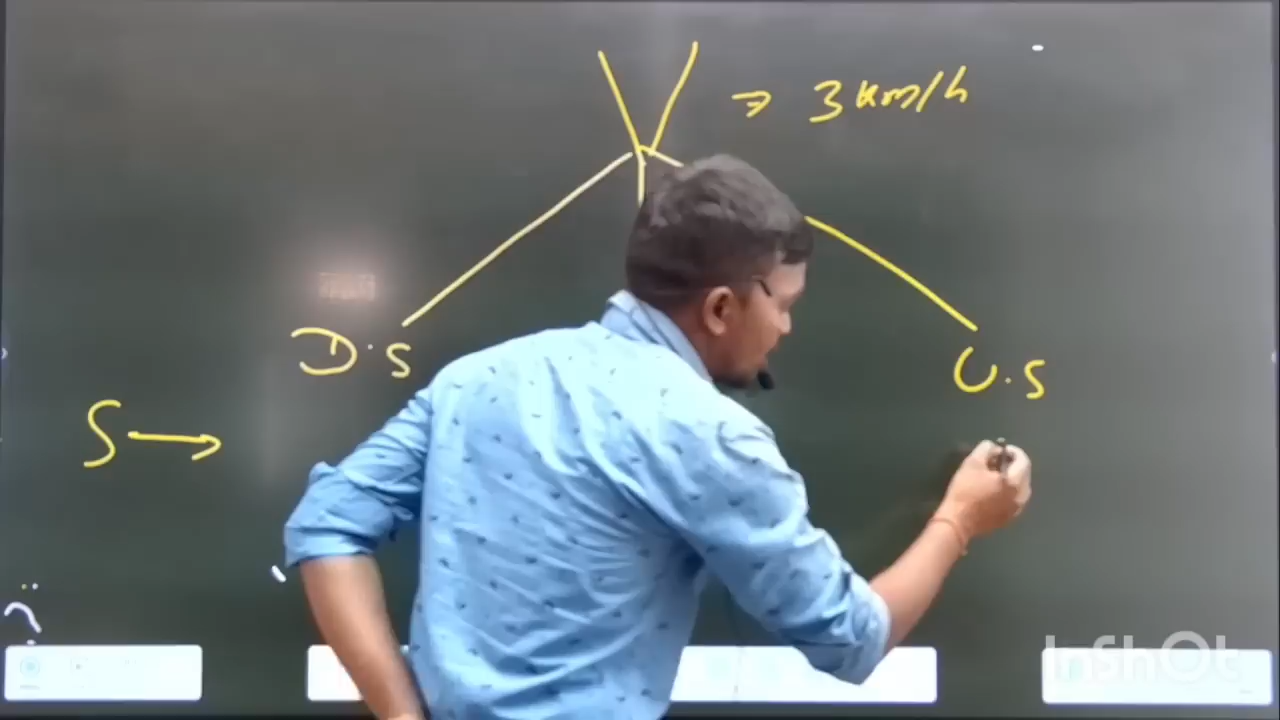 Y → 3 km/h
D.S
U.S
S →
InShOt